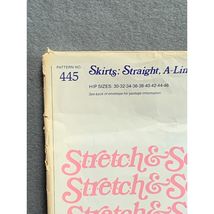 PATTERN NO.
445
Skirts: Straight, A-Lin
HIP SIZES: 30-32-34-36-38-40-42-44-46
See back of envelope for yardage information
Stretch & Se
Stretch & S
Stretch & S